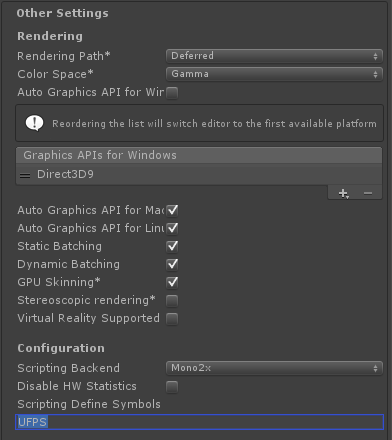 Other Settings
Rendering
Rendering Path* Deferred
Color Space* Gamma
Auto Graphics API for Win
Reordering the list will switch editor to the first available platform
Graphics APIs for Windows
Direct3D9
Auto Graphics API for Mac
Auto Graphics API for Linu
Static Batching
Dynamic Batching
GPU Skinning*
Stereoscopic rendering*
Virtual Reality Supported
Configuration
Scripting Backend Mono2x
Disable HW Statistics
Scripting Define Symbols
UFPS